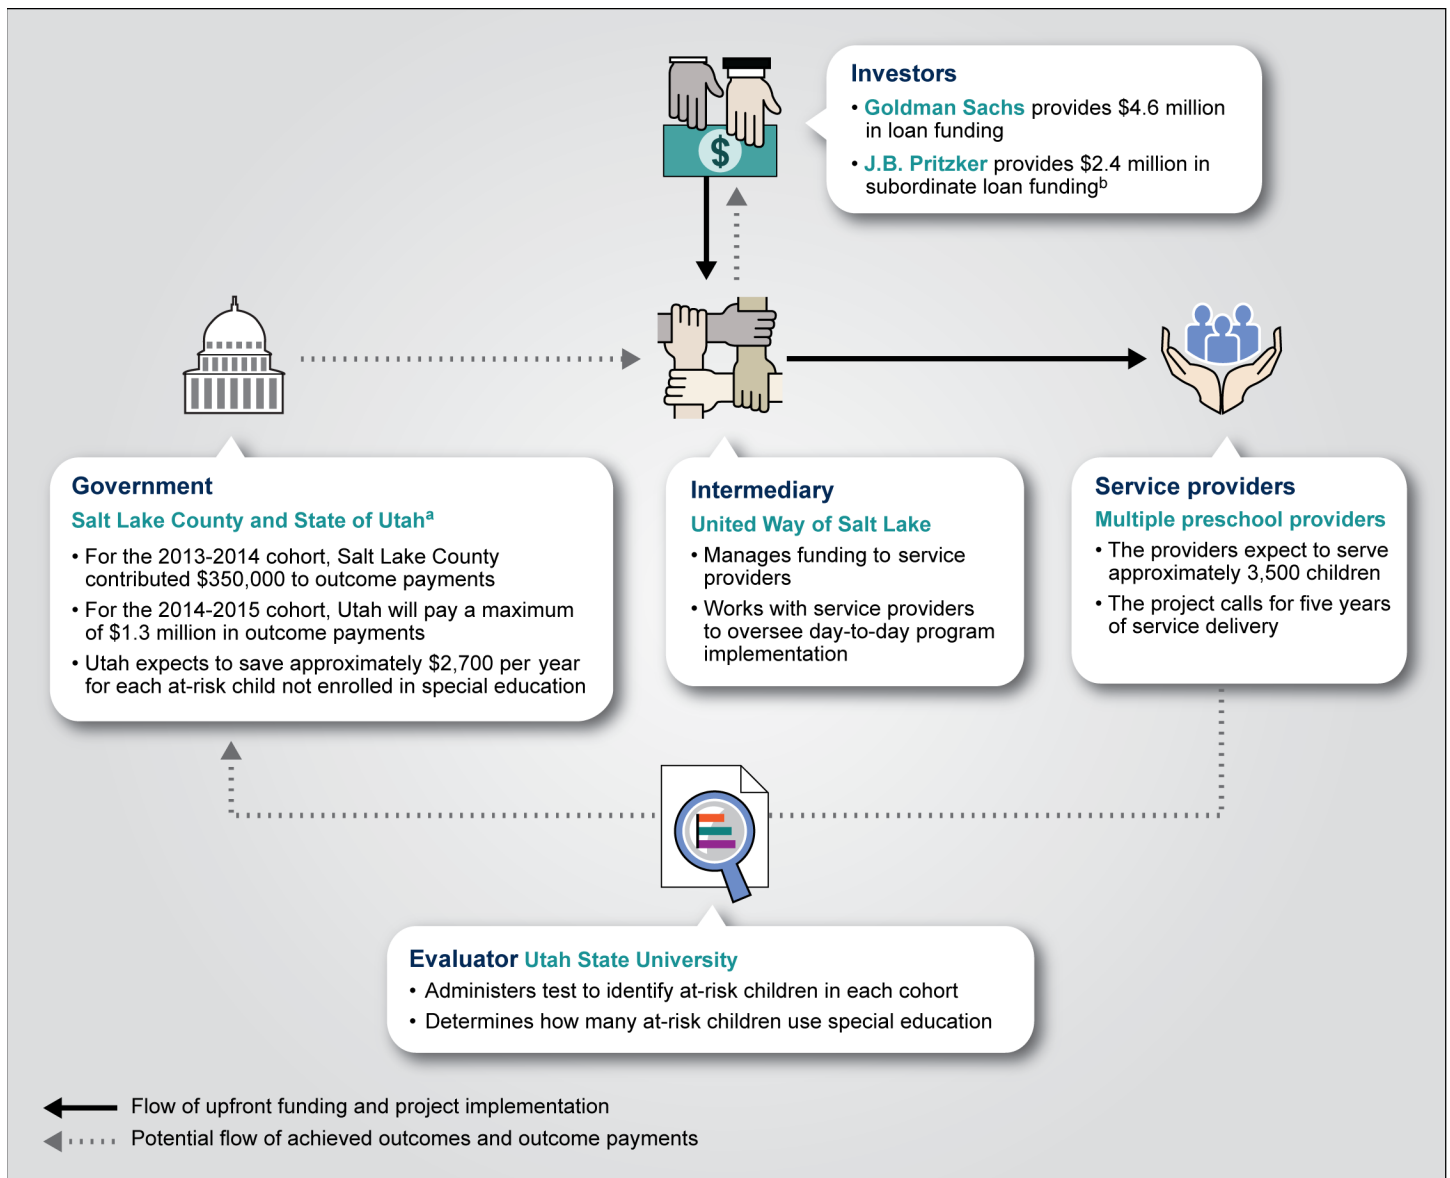 Investors
• Goldman Sachs provides $4.6 million
in loan funding
• J.B. Pritzker provides $2.4 million in
subordinate loan fundingb
$
Government
Salt Lake County and State of Utaha
• For the 2013-2014 cohort, Salt Lake County
contributed $350,000 to outcome payments
• For the 2014-2015 cohort, Utah will pay a maximum
of $1.3 million in outcome payments
• Utah expects to save approximately $2,700 per year
for each at-risk child not enrolled in special education
Intermediary
United Way of Salt Lake
• Manages funding to service
providers
• Works with service providers
to oversee day-to-day program
implementation
Service providers
Multiple preschool providers
• The providers expect to serve
approximately 3,500 children
• The project calls for five years
of service delivery
Evaluator Utah State University
• Administers test to identify at-risk children in each cohort
• Determines how many at-risk children use special education
Flow of upfront funding and project implementation
Potential flow of achieved outcomes and outcome payments